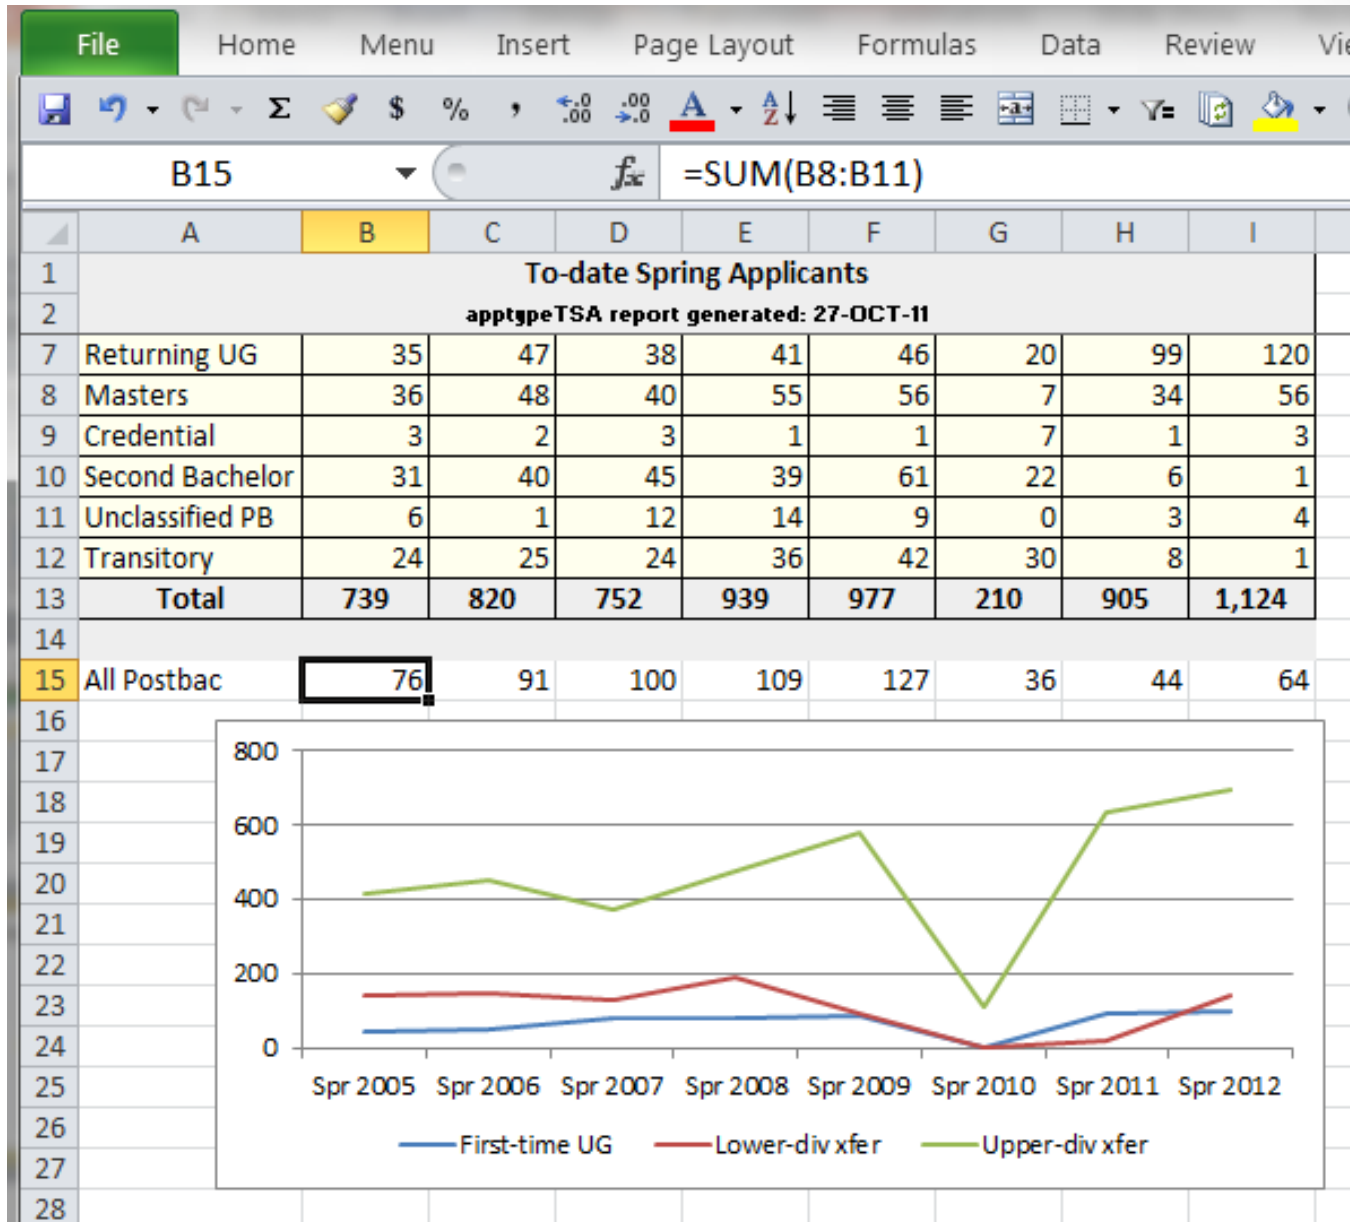 File Home Menu Insert Page Layout Formulas Data Review Vie
Σ $ % , .0 .00 .00 .0 A A Z a
B15 fx =SUM(B8:B11)
A B C D E F G H I
1 To-date Spring Applicants
2 apptypeTSA report generated: 27-OCT-11
7 Returning UG 35 47 38 41 46 20 99 120
8 Masters 36 48 40 55 56 7 34 56
9 Credential 3 2 3 1 1 7 1 3
10 Second Bachelor 31 40 45 39 61 22 6 1
11 Unclassified PB 6 1 12 14 9 0 3 4
12 Transitory 24 25 24 36 42 30 8 1
13 Total 739 820 752 939 977 210 905 1,124
14
15 All Postbac 76 91 100 109 127 36 44 64
16
17 800
18
19 600
20
21 400
22
23 200
24 0
25 Spr 2005 Spr 2006 Spr 2007 Spr 2008 Spr 2009 Spr 2010 Spr 2011 Spr 2012
26 First-time UG Lower-div xfer Upper-div xfer
27
28